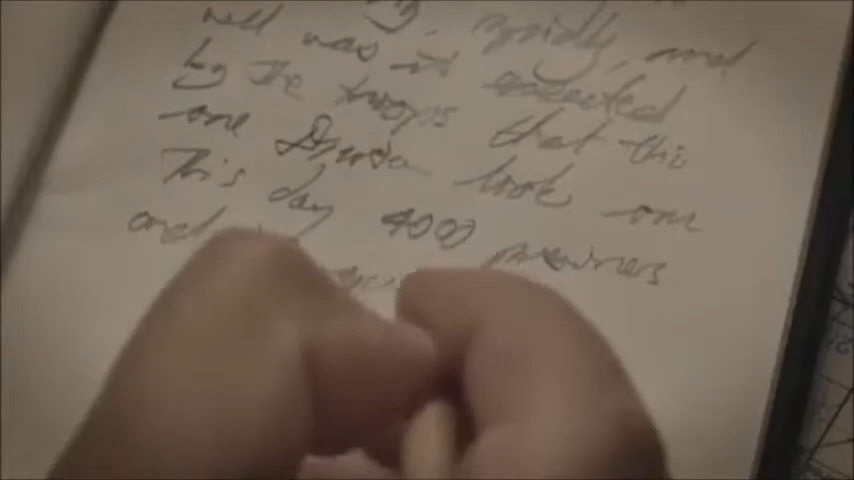 rapidly, and
well was it executed
by the troops that this
one Division took on
This day 4000 prisoners
and